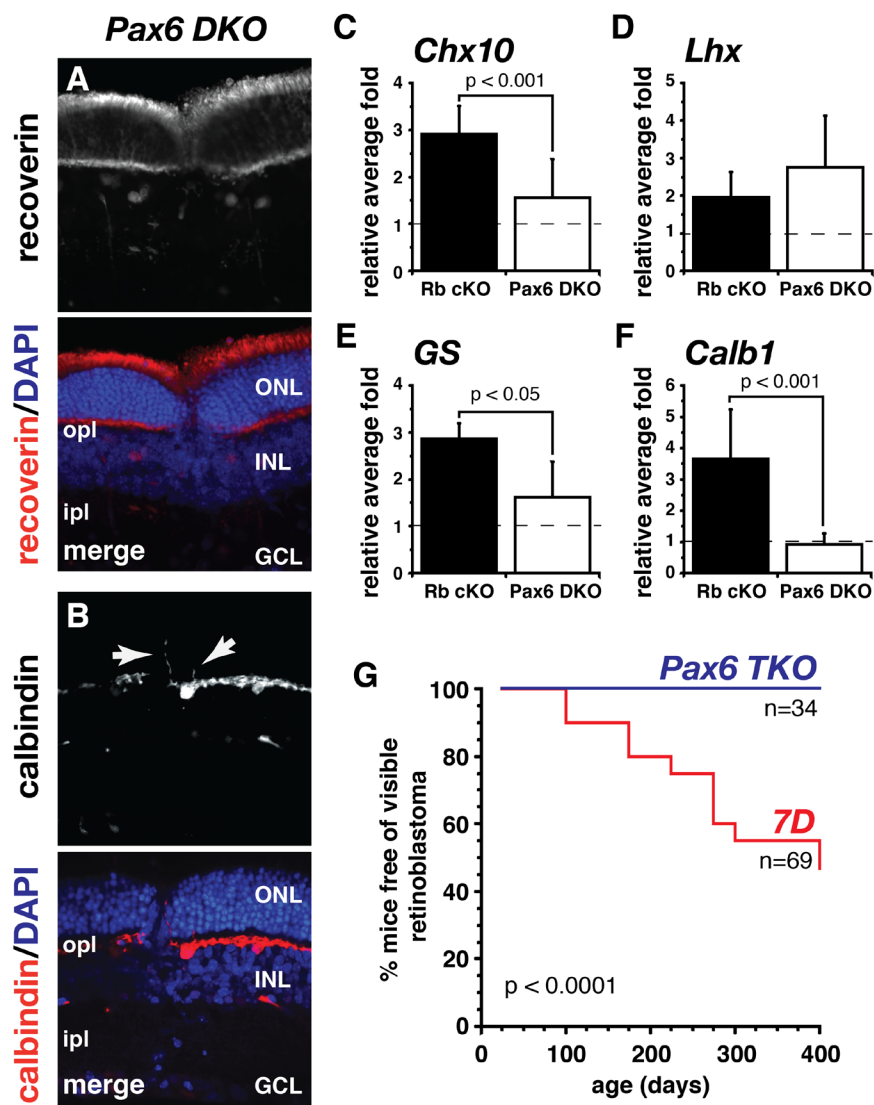 Pax6 DKO
A
recoverin
recoverin/DAPI
ONL
opl
INL
ipl
merge
GCL
B
calbindin
calbindin/DAPI
ONL
opl
INL
ipl
merge
GCL
C
Chx10
relative average fold
4
3
2
1
0
p < 0.001
Rb cKO
Pax6 DKO
D
Lhx
relative average fold
5
4
3
2
1
0
Rb cKO
Pax6 DKO
E
GS
relative average fold
4
3
2
1
0
p < 0.05
Rb cKO
Pax6 DKO
F
Calb1
relative average fold
6
5
4
3
2
1
0
p < 0.001
Rb cKO
Pax6 DKO
G
Pax6 TKO
n=34
7D
n=69
% mice free of visible
retinoblastoma
100
80
60
40
20
0
p < 0.0001
0
100
200
300
400
age (days)